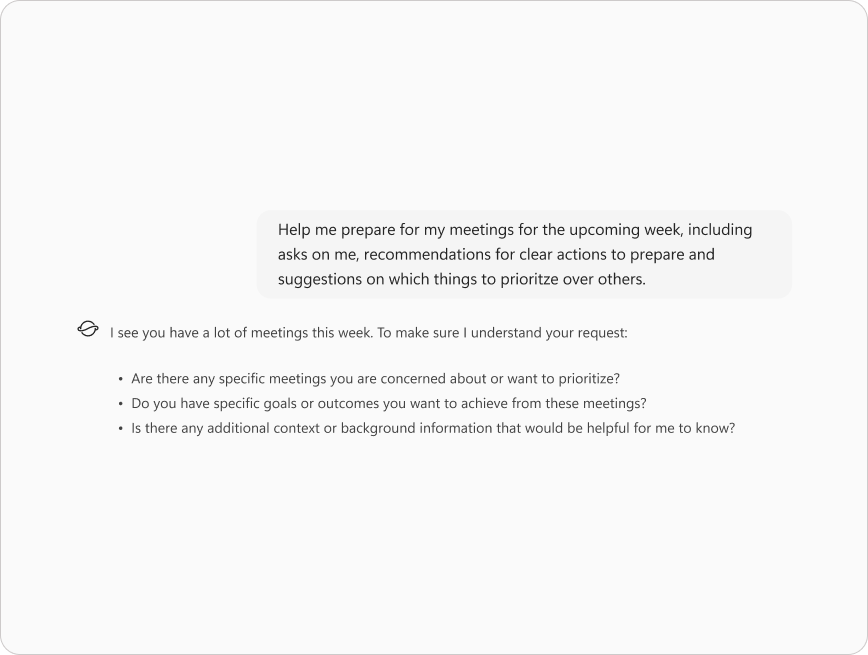 Help me prepare for my meetings for the upcoming week, including
asks on me, recommendations for clear actions to prepare and
suggestions on which things to prioritze over others.
I see you have a lot of meetings this week. To make sure I understand your request:
• Are there any specific meetings you are concerned about or want to prioritize?
• Do you have specific goals or outcomes you want to achieve from these meetings?
• Is there any additional context or background information that would be helpful for me to know?